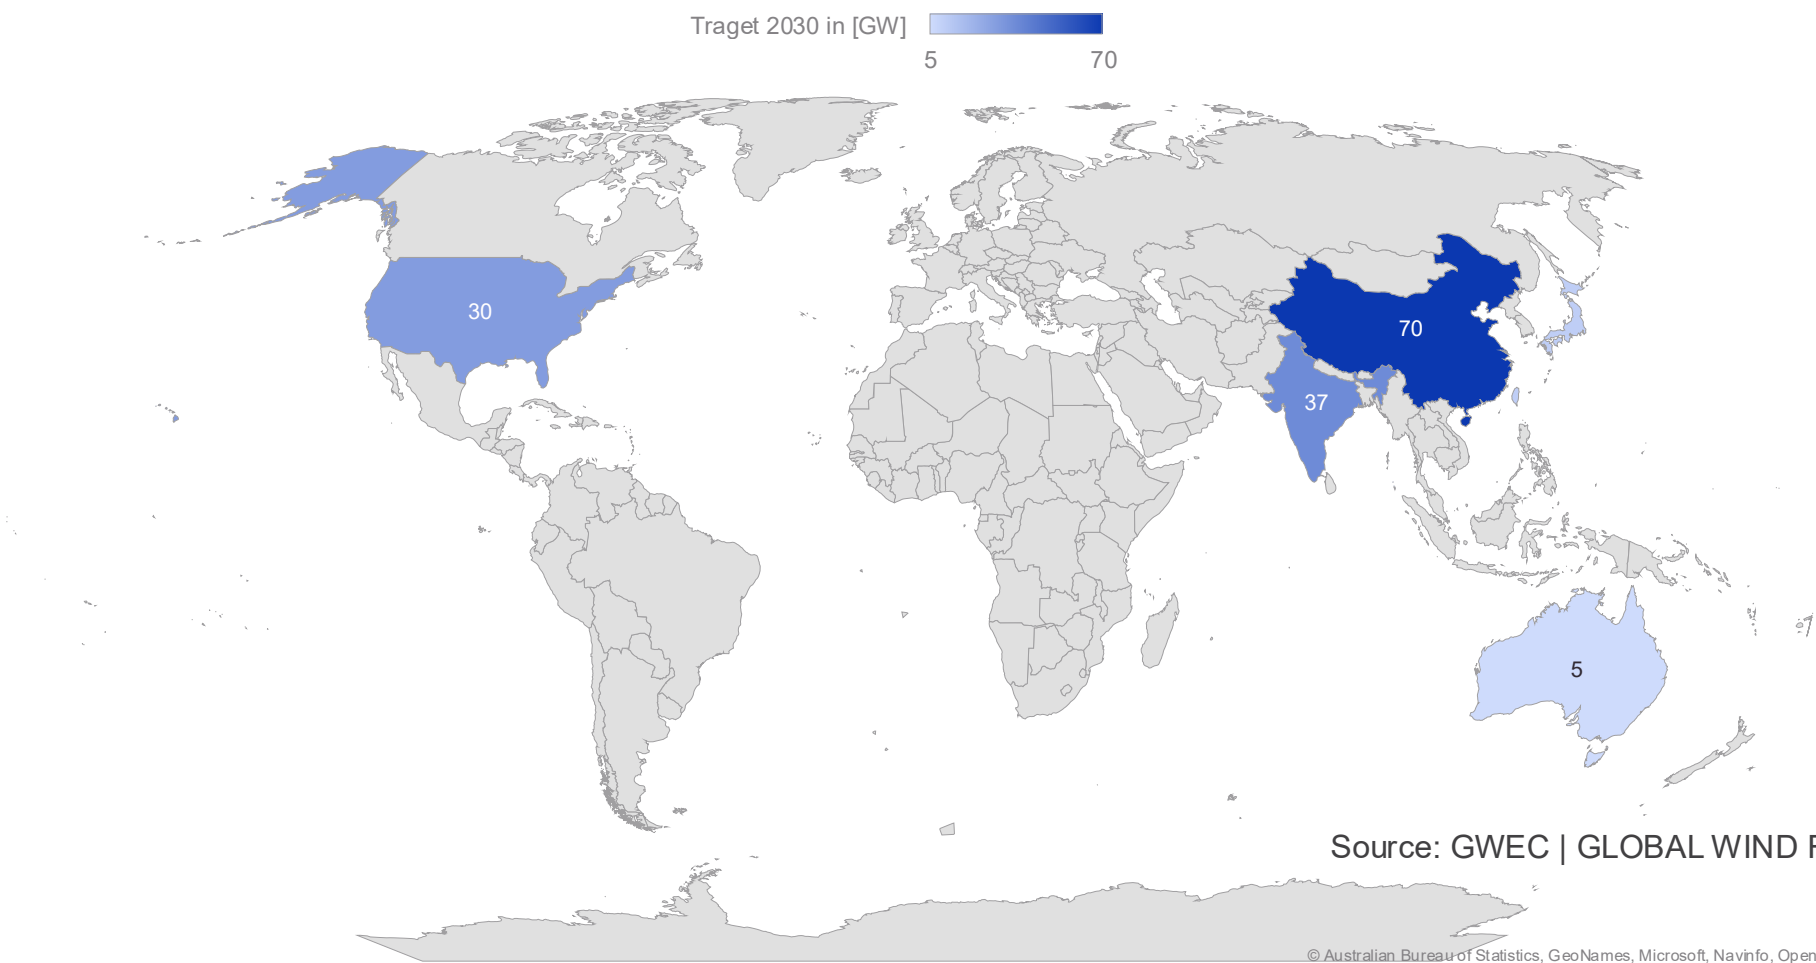 Traget 2030 in [GW]
5 70
30
70
37
5
Source: GWEC | GLOBAL WIND
© Australian Bureau of Statistics, GeoNames, Microsoft, Navinfo, Open